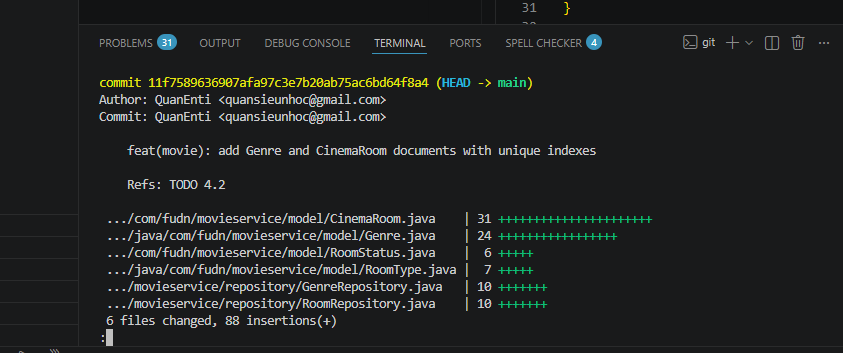 31 }
PROBLEMS 31 OUTPUT DEBUG CONSOLE TERMINAL PORTS SPELL CHECKER 4 git
commit 11f7589636907afa97c3e7b20ab75ac6bd64f8a4 (HEAD -> main)
Author: QuanEnti <quansieunhoc@gmail.com>
Commit: QuanEnti <quansieunhoc@gmail.com>
feat(movie): add Genre and CinemaRoom documents with unique indexes
Refs: TODO 4.2
.../com/fudn/movieservice/model/CinemaRoom.java | 31 ++++++++++++++++++++++
.../java/com/fudn/movieservice/model/Genre.java | 24 +++++++++++++++++
.../com/fudn/movieservice/model/RoomStatus.java | 6 +++++
.../java/com/fudn/movieservice/model/RoomType.java | 7 +++++
.../movieservice/repository/GenreRepository.java | 10 +++++++
.../movieservice/repository/RoomRepository.java | 10 +++++++
6 files changed, 88 insertions(+)
: